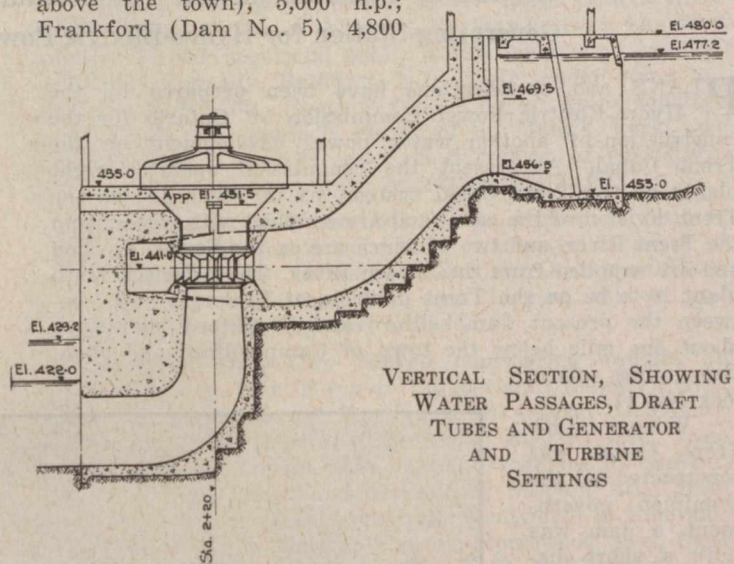 above the town), 5,000 h.p.;
Frankford (Dam No. 5), 4,800
El. 480.0
El. 477.2
El. 469.5
El. 456.5
El. 453.0
455.0
App. El. 451.5
El. 441.0
El. 429.2
El. 422.0
Sta. 2+20
VERTICAL SECTION, SHOWING
WATER PASSAGES, DRAFT
TUBES AND GENERATOR
AND TURBINE
SETTINGS